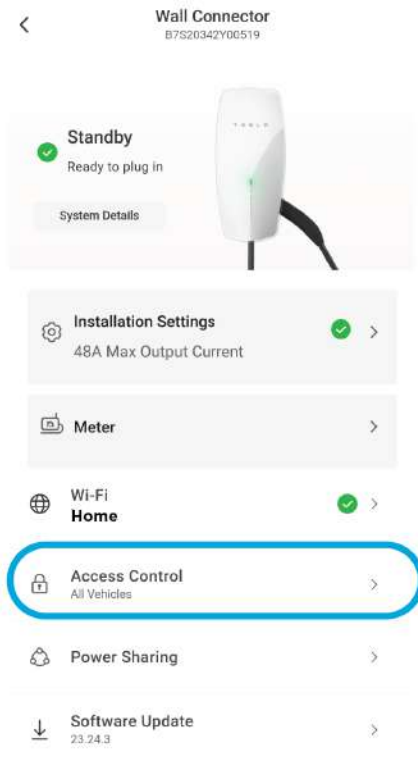 Wall Connector
B7S20342Y00519
Standby
Ready to plug in
System Details
TESLA
Installation Settings
48A Max Output Current
Meter
Wi-Fi
Home
Access Control
All Vehicles
Power Sharing
Software Update
23.24.3